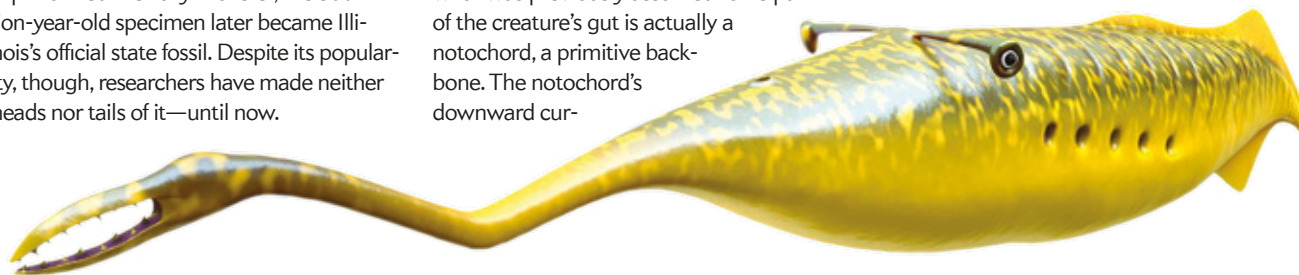 ion-year-old specimen later became Illi-
nois's official state fossil. Despite its popular-
ty, though, researchers have made neither
heads nor tails of it—until now.
of the creature's gut is actually a
notochord, a primitive back-
bone. The notochord's
downward cur-